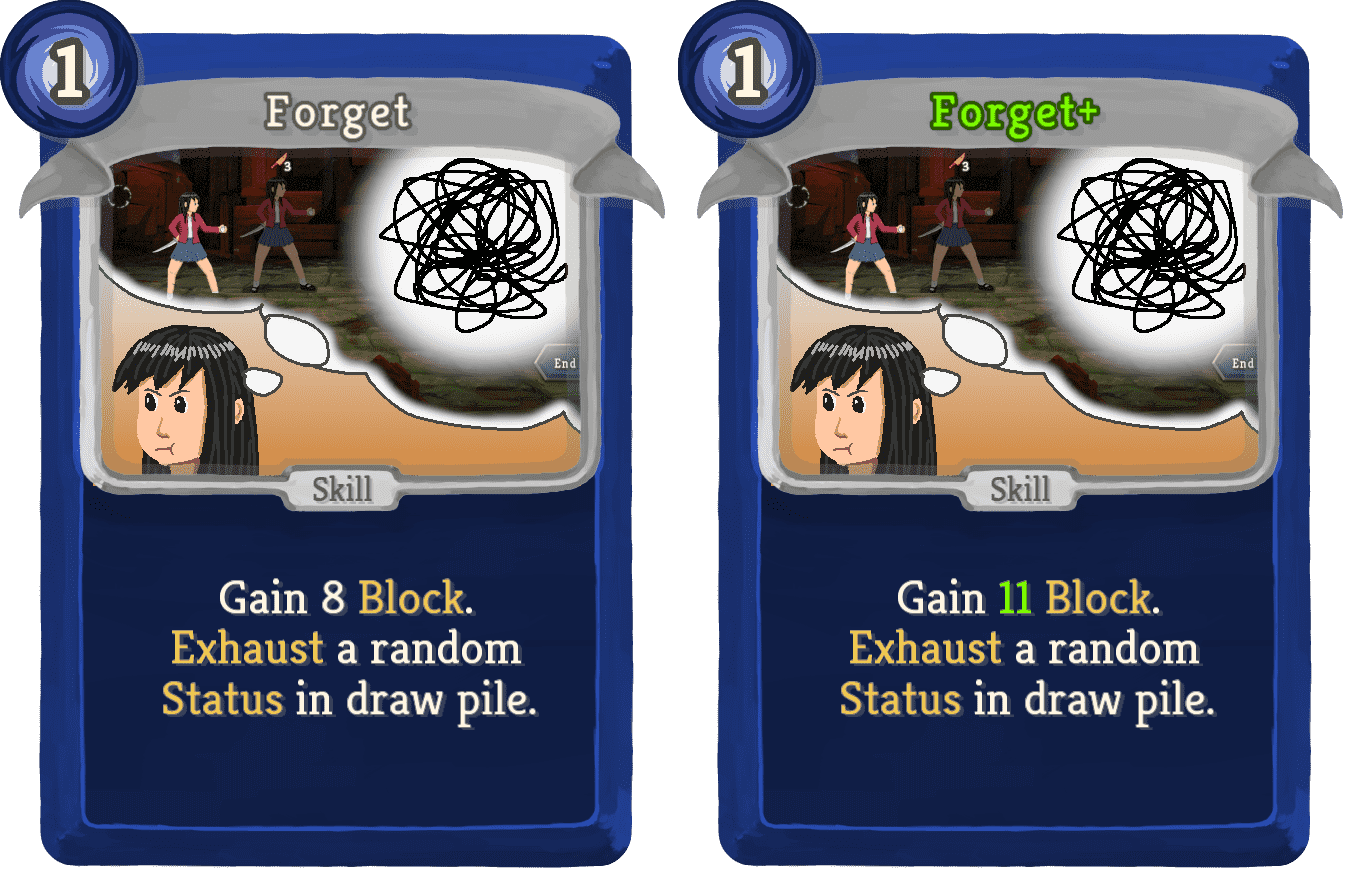 1
Forget
3
End
Skill
Gain 8 Block.
Exhaust a random
Status in draw pile.
1
Forget+
3
End
Skill
Gain 11 Block.
Exhaust a random
Status in draw pile.